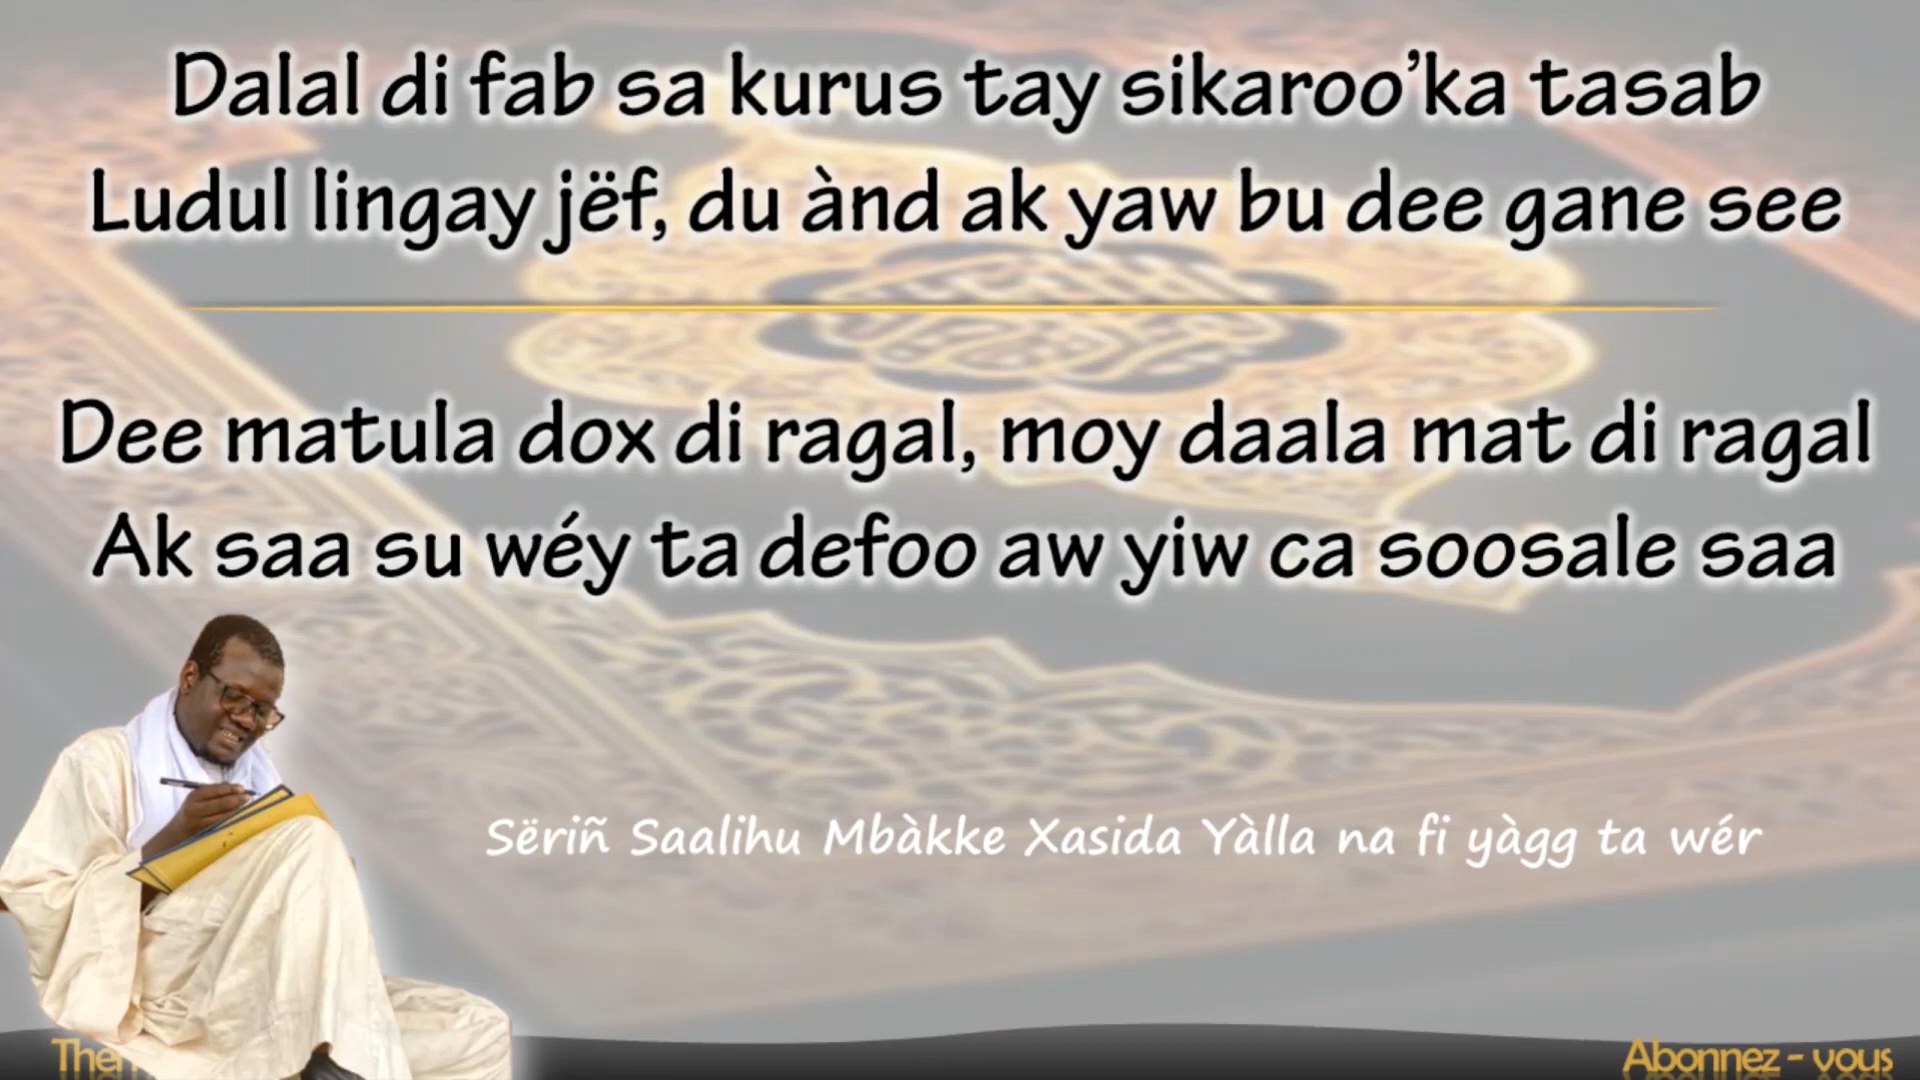 Dalal di fab sa kurus tay sikaroo’ka tasab
Ludul lingay jëf, du ànd ak yaw bu dee gane see
Dee matula dox di ragal, moy daala mat di ragal
Ak saa su wéy ta defoo aw yiw ca soosale saa
Sëriñ Saalihu Mbàkke Xasida Yàlla na fi yàgg ta wér
Abonnez - vous